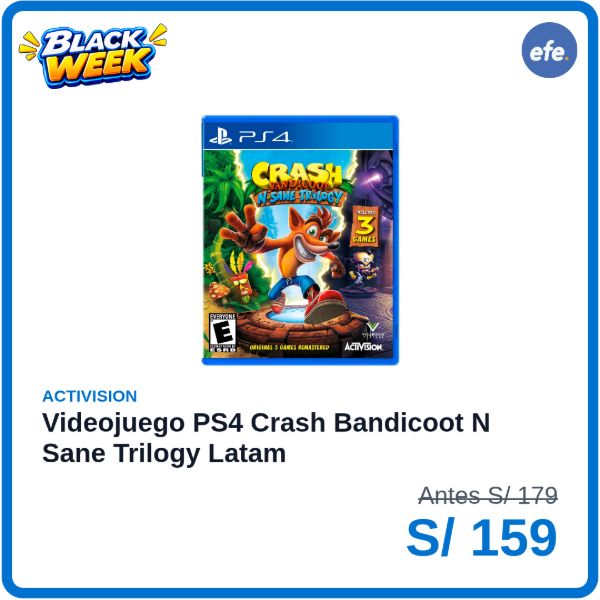 BLACK
WEEK
efe.
PS4
CRASH
BANDICOOT
N. SANE TRILOGY
INCLUDES
3
GAMES
EVERYONE
E
ESRB
ORIGINAL 3 GAMES REMASTERED
ACTIVISION
ACTIVISION
Videojuego PS4 Crash Bandicoot N
Sane Trilogy Latam
Antes S/ 179
S/ 159